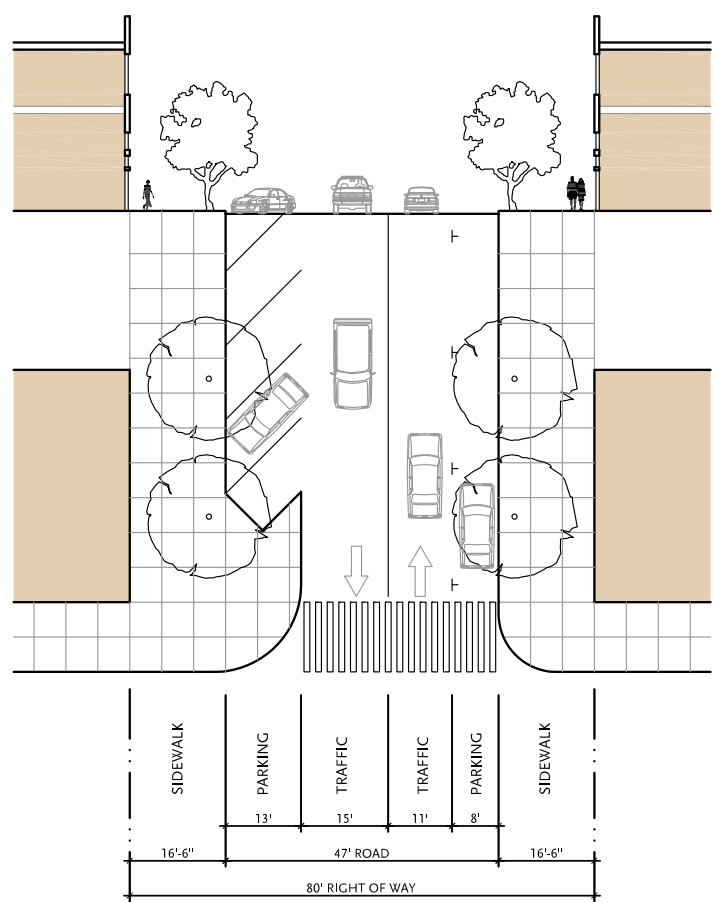 SIDEWALK
PARKING
TRAFFIC
TRAFFIC
PARKING
SIDEWALK
13'
15'
11'
8'
16'-6"
47' ROAD
16'-6"
80' RIGHT OF WAY